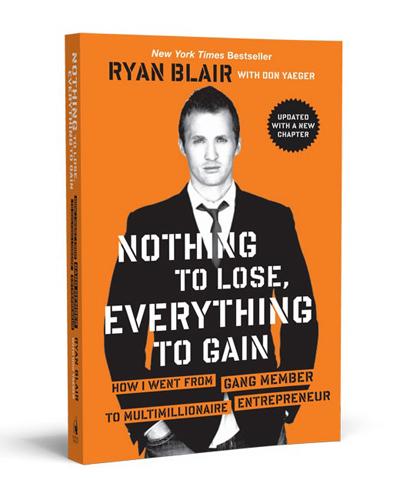 New York Times Bestseller
RYAN BLAIR WITH DON YAEGER
UPDATED
WITH A NEW
CHAPTER
NOTHING
TO LOSE,
EVERYTHING
TO GAIN
HOW I WENT FROM GANG MEMBER
TO MULTIMILLIONAIRE ENTREPRENEUR
NOTHING TO LOSE,
EVERYTHING TO GAIN
RYAN BLAIR